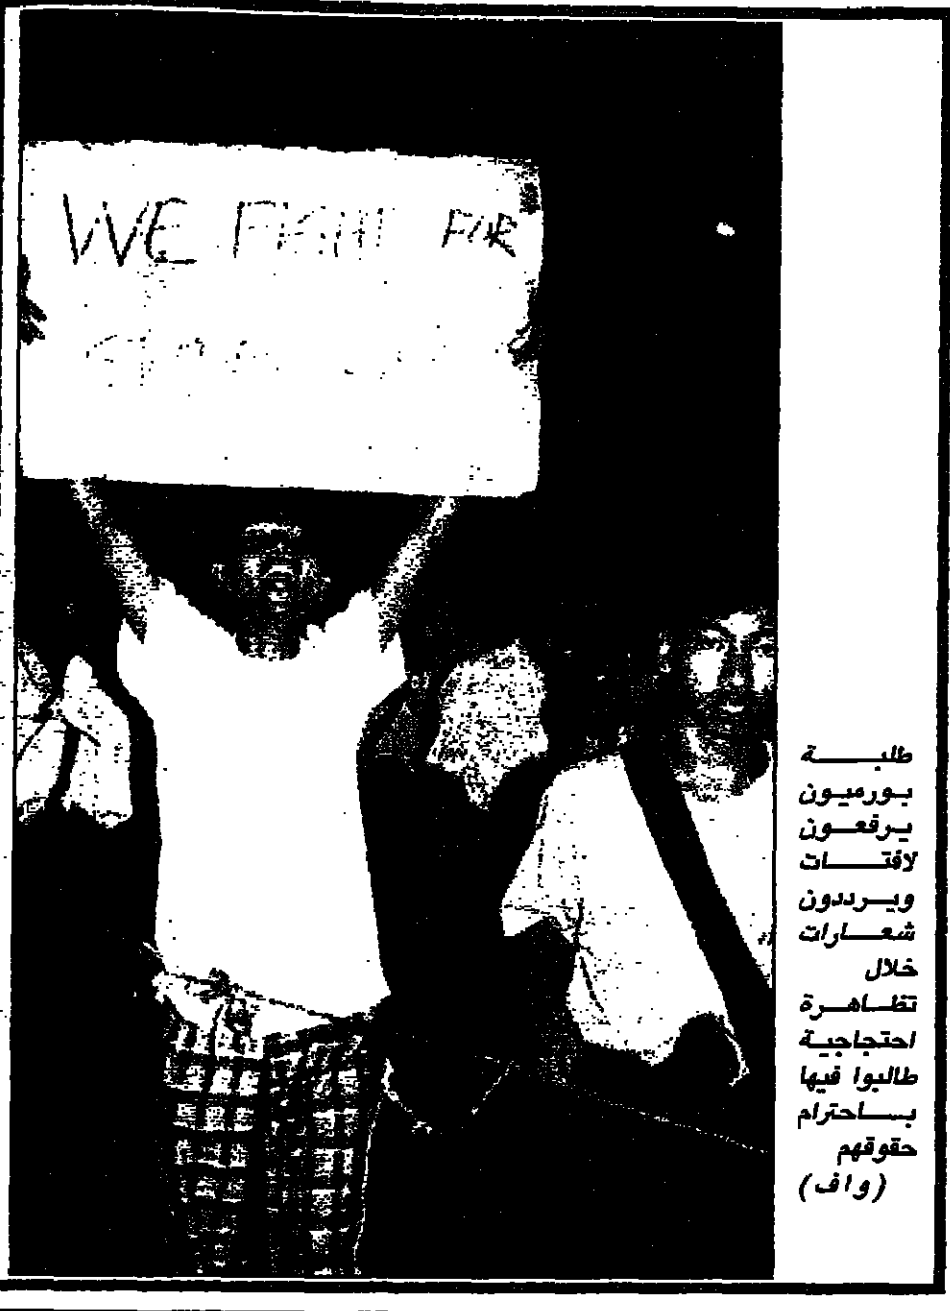 WE FIGHT FOR
طلبة
بورميون
يرفعون
لافتات
ويرددون
شعارات
خلال
تظاهرة
احتجاجية
طالبوا فيها
باحترام
حقوقهم
(واف)